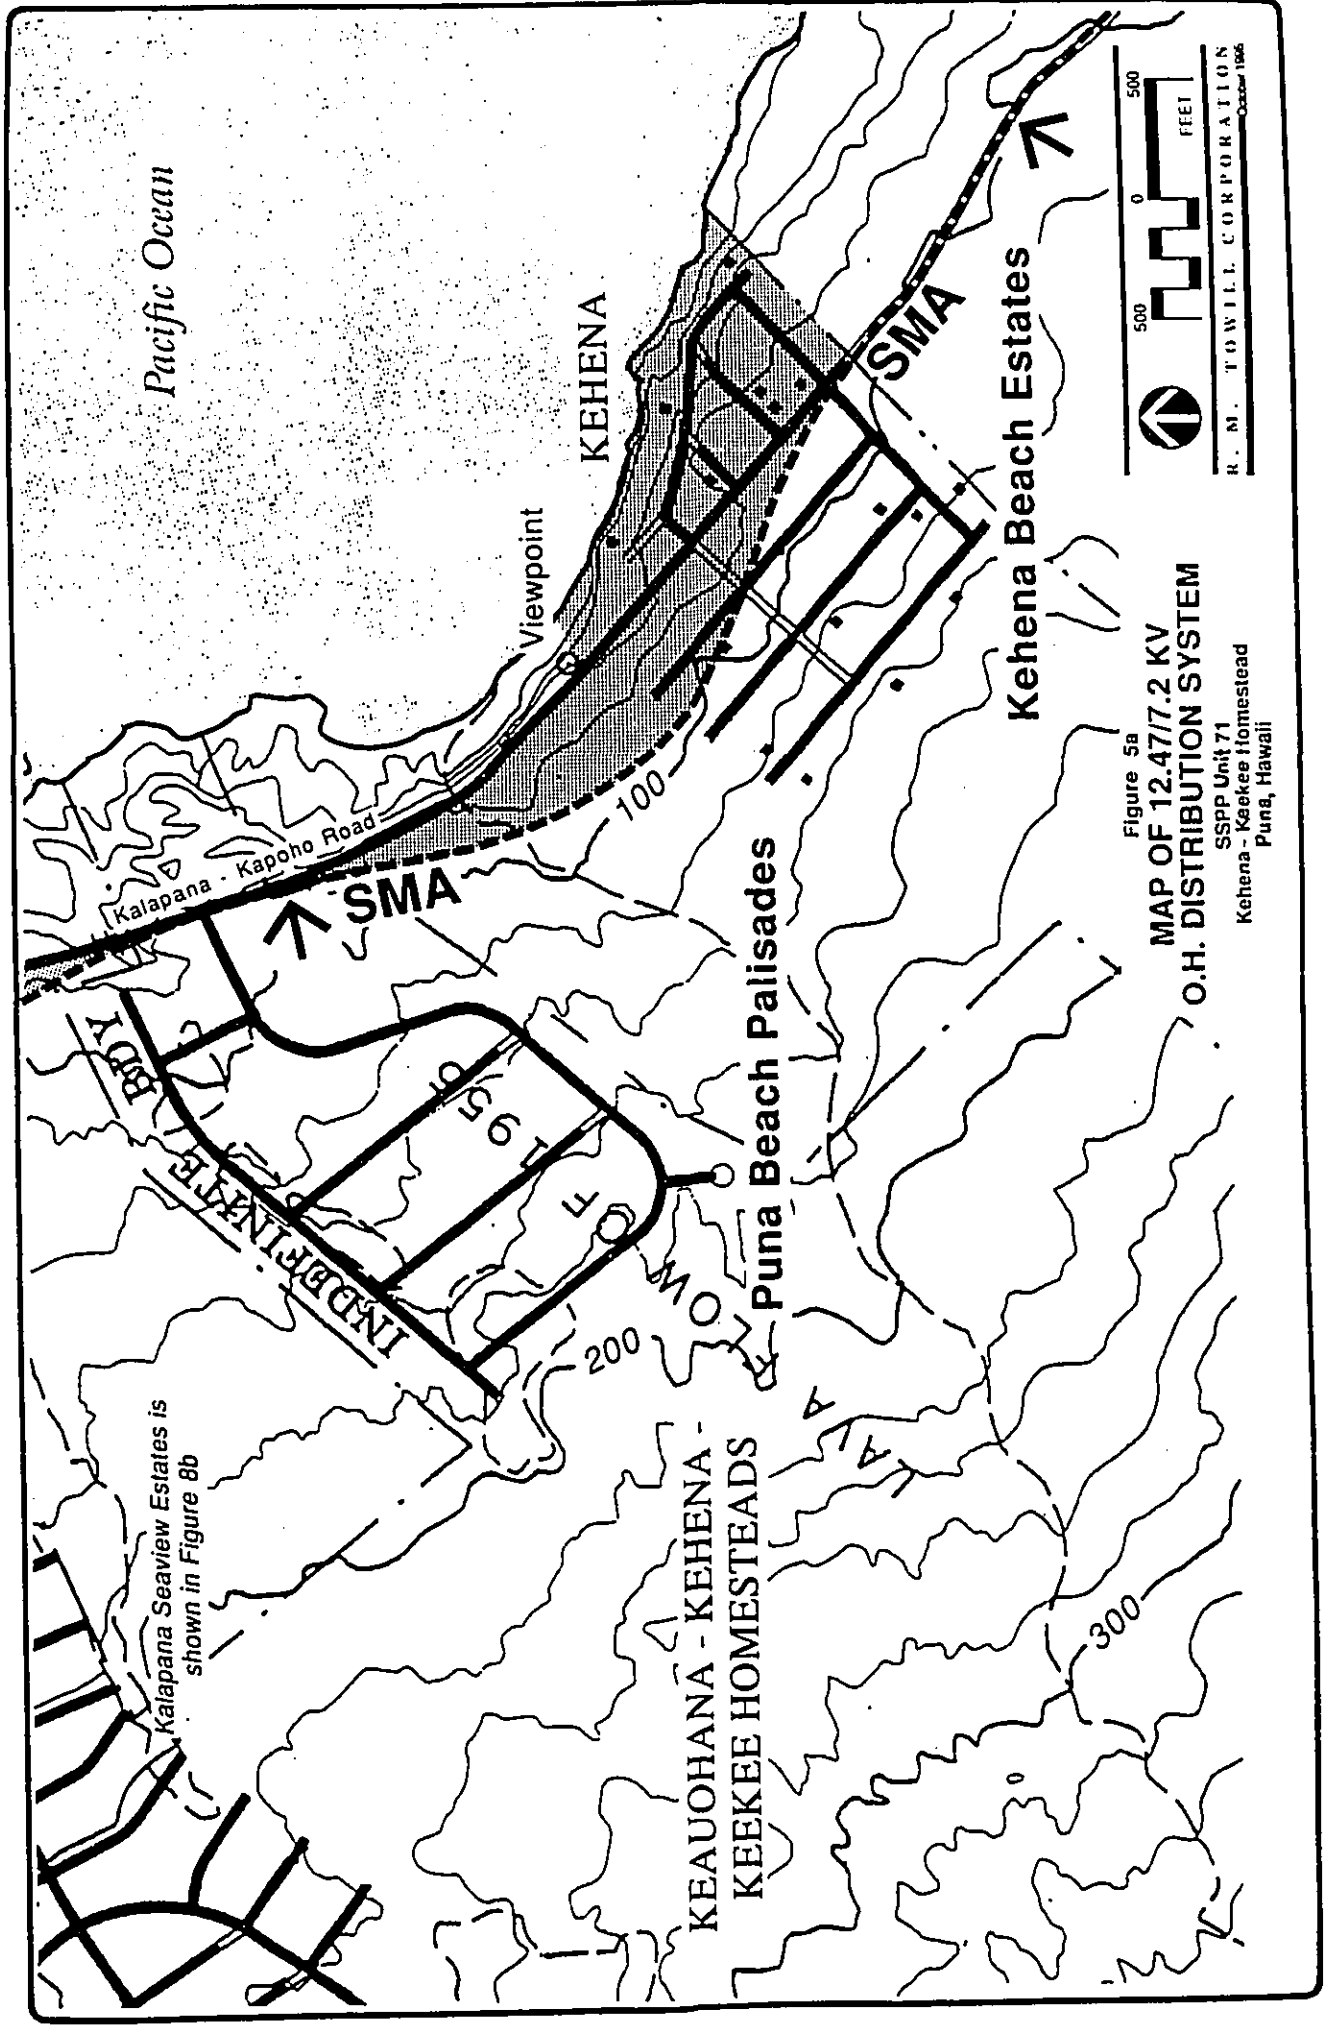 Pacific Ocean
KEHENA
Viewpoint
Kalapana - Kapoho Road
SMA
SMA
100
Kehena Beach Estates
Puna Beach Palisades
INDEFINITE BDY
LAVA FLOW OF 1955
200
300
KEAUOHANA - KEHENA -
KEEKEE HOMESTEADS
Kalapana Seaview Estates is
shown in Figure 8b
Figure 5a
MAP OF 12.47/7.2 KV
O.H. DISTRIBUTION SYSTEM
SSPP Unit 71
Kehena - Keekee Homestead
Puna, Hawaii
500 0 500
FEET
R. M. TOWILL CORPORATION
October 1995